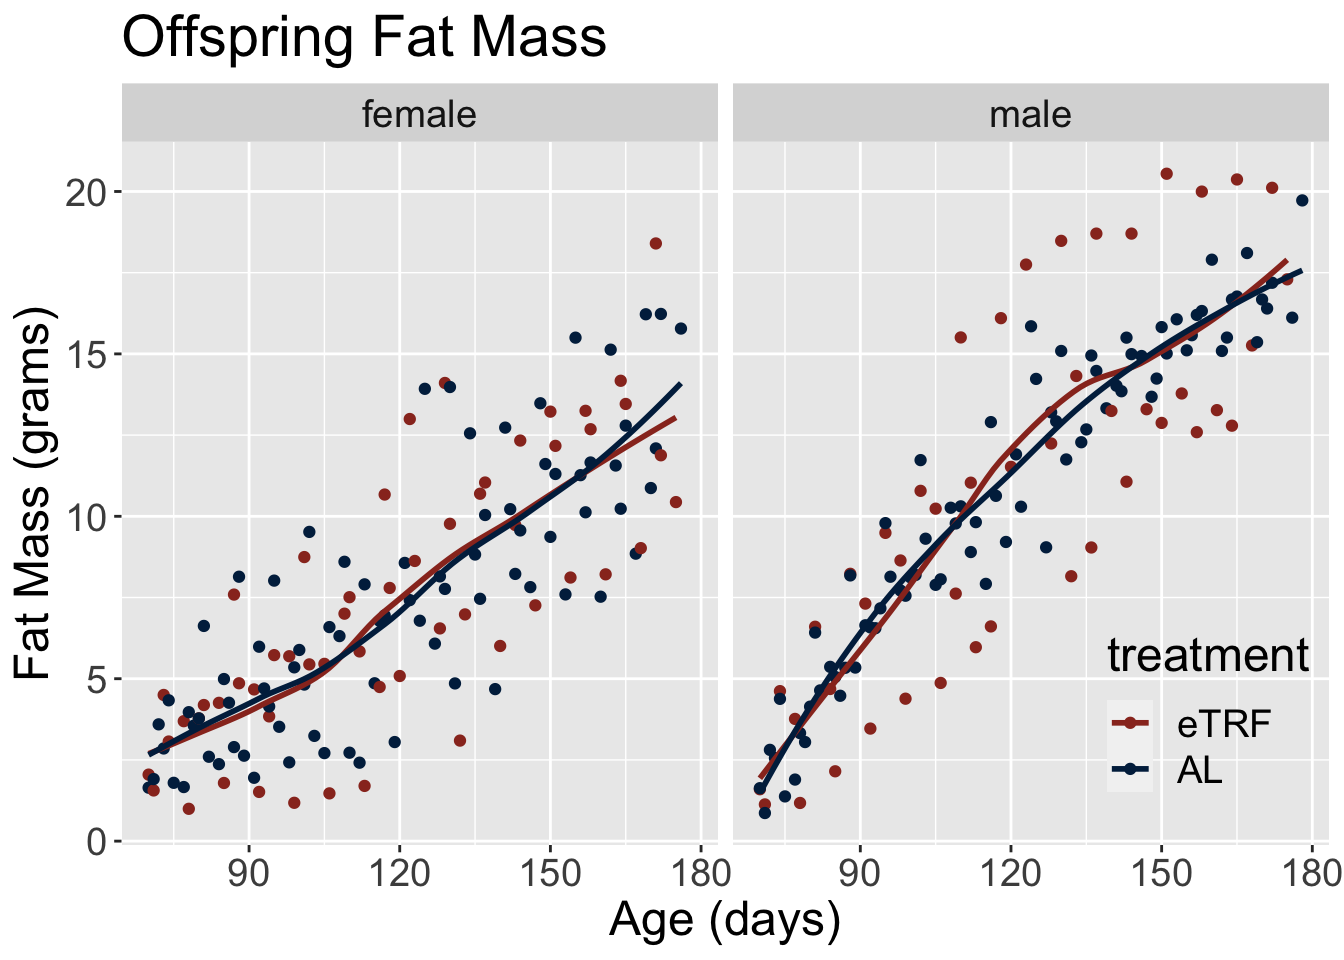 Offspring Fat Mass
female
male
Fat Mass (grams)
20
15
10
5
0
treatment
eTRF
AL
90 120 150 180 90 120 150 180
Age (days)